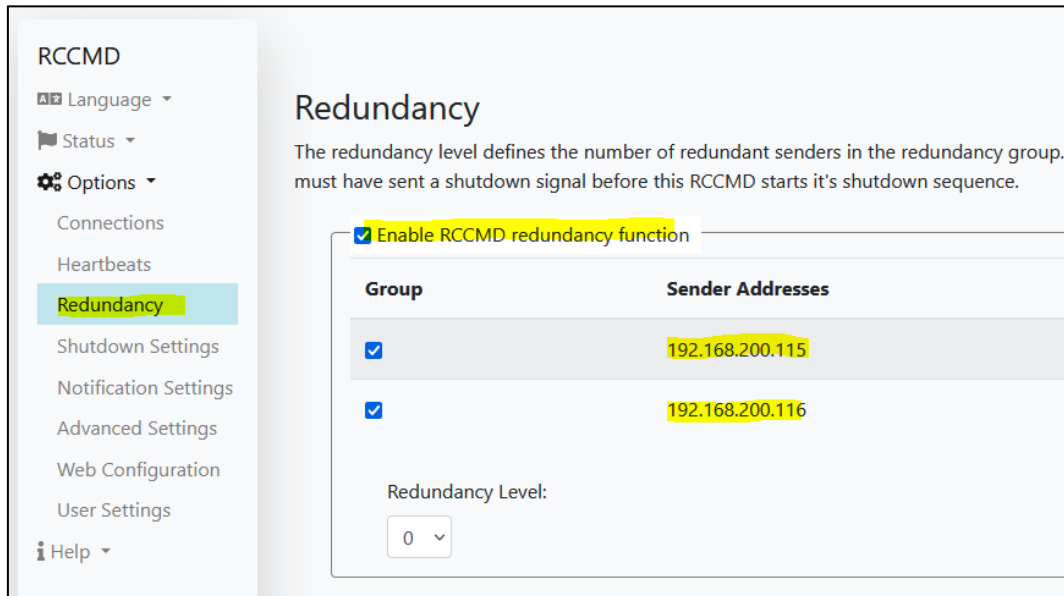 RCCMD
Language
Status
Options
Connections
Heartbeats
Redundancy
Shutdown Settings
Notification Settings
Advanced Settings
Web Configuration
User Settings
Help
Redundancy
The redundancy level defines the number of redundant senders in the redundancy group.
must have sent a shutdown signal before this RCCMD starts it's shutdown sequence.
Enable RCCMD redundancy function
Group Sender Addresses
192.168.200.115
192.168.200.116
Redundancy Level:
0